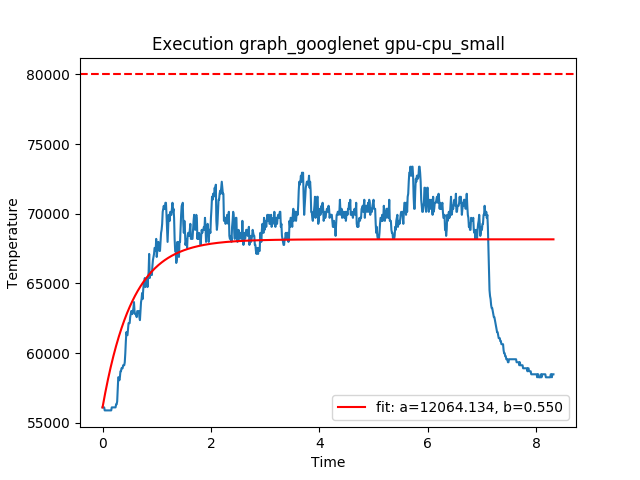 Execution graph_googlenet gpu-cpu_small
80000
75000
70000
65000
60000
55000
Temperature
fit: a=12064.134, b=0.550
0 2 4 6 8
Time